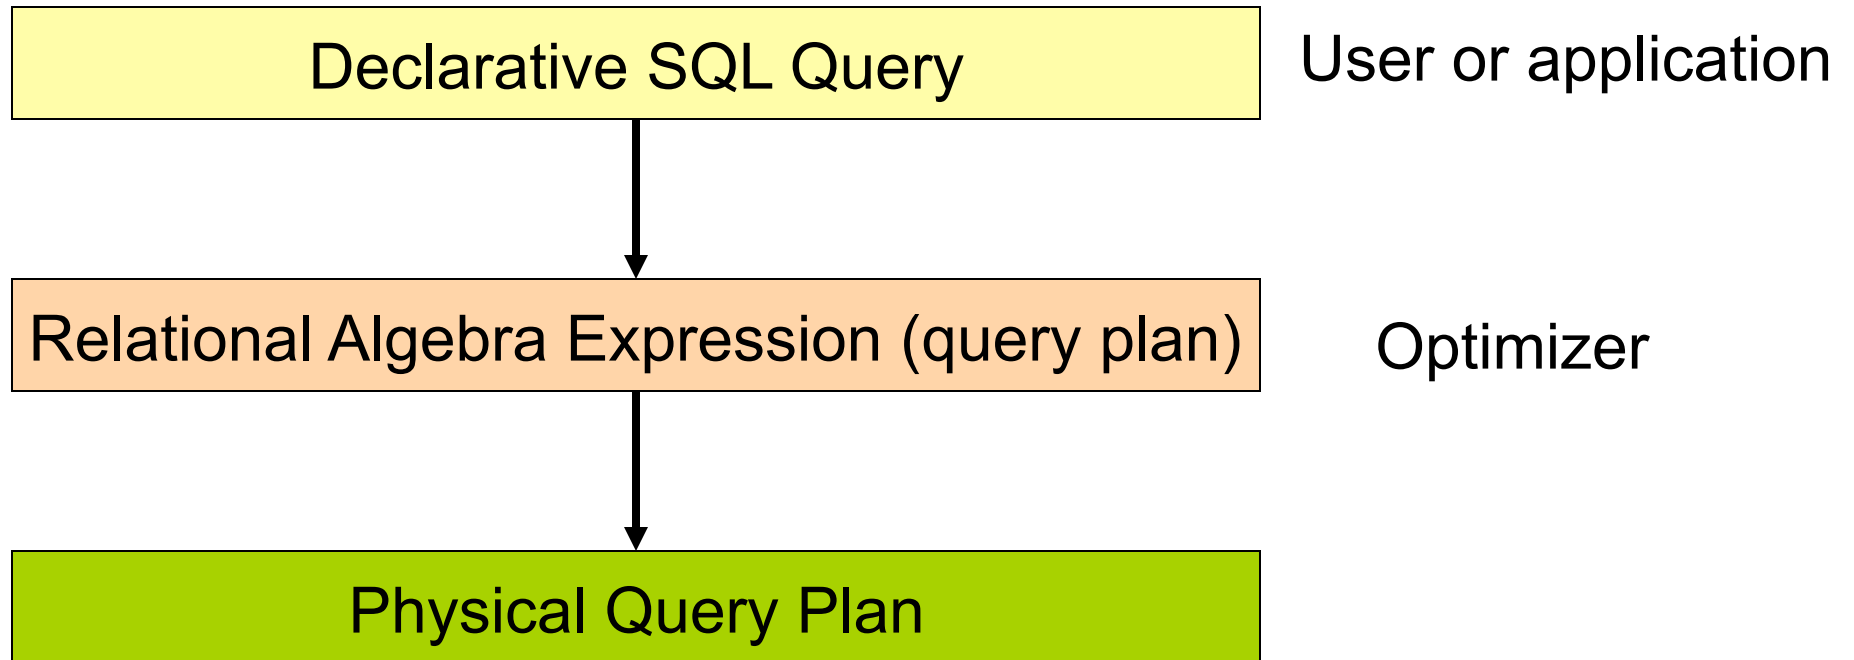 Declarative SQL Query
User or application
Relational Algebra Expression (query plan)
Optimizer
Physical Query Plan